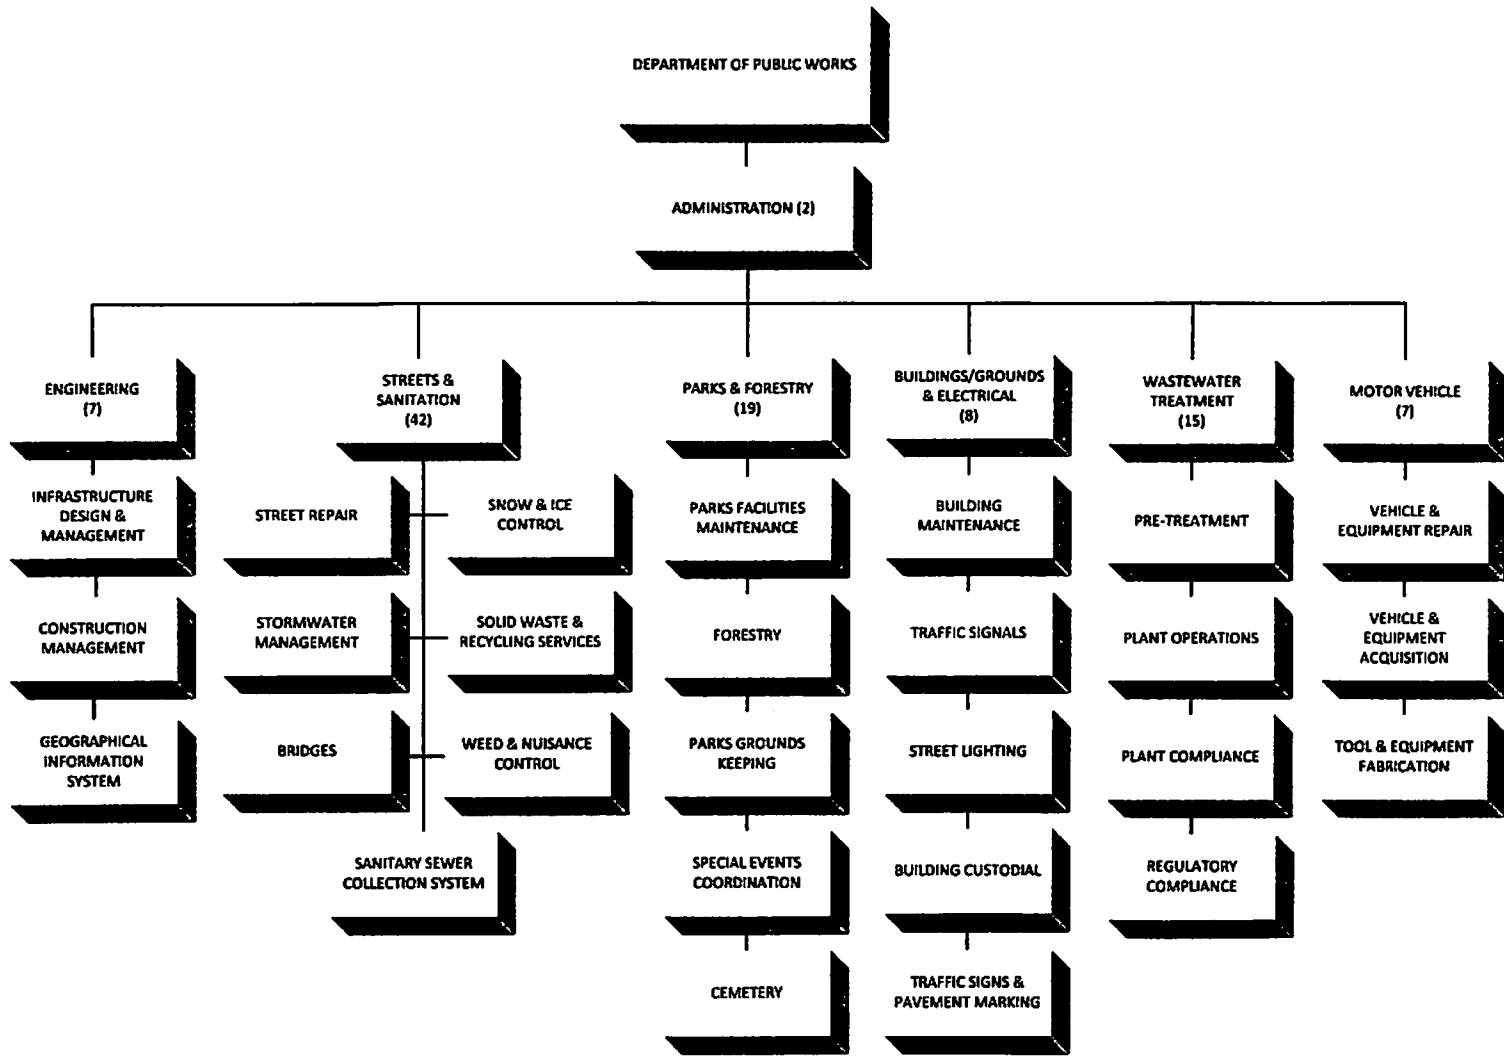 DEPARTMENT OF PUBLIC WORKS
ADMINISTRATION (2)
ENGINEERING
(7)
INFRASTRUCTURE
DESIGN &
MANAGEMENT
CONSTRUCTION
MANAGEMENT
GEOGRAPHICAL
INFORMATION
SYSTEM
STREETS &
SANITATION
(42)
STREET REPAIR
SNOW & ICE
CONTROL
STORMWATER
MANAGEMENT
SOLID WASTE &
RECYCLING SERVICES
BRIDGES
WEED & NUISANCE
CONTROL
SANITARY SEWER
COLLECTION SYSTEM
PARKS & FORESTRY
(19)
PARKS FACILITIES
MAINTENANCE
FORESTRY
PARKS GROUNDS
KEEPING
SPECIAL EVENTS
COORDINATION
CEMETERY
BUILDINGS/GROUNDS
& ELECTRICAL
(8)
BUILDING
MAINTENANCE
TRAFFIC SIGNALS
STREET LIGHTING
BUILDING CUSTODIAL
TRAFFIC SIGNS &
PAVEMENT MARKING
WASTEWATER
TREATMENT
(15)
PRE-TREATMENT
PLANT OPERATIONS
PLANT COMPLIANCE
REGULATORY
COMPLIANCE
MOTOR VEHICLE
(7)
VEHICLE &
EQUIPMENT REPAIR
VEHICLE &
EQUIPMENT
ACQUISITION
TOOL & EQUIPMENT
FABRICATION